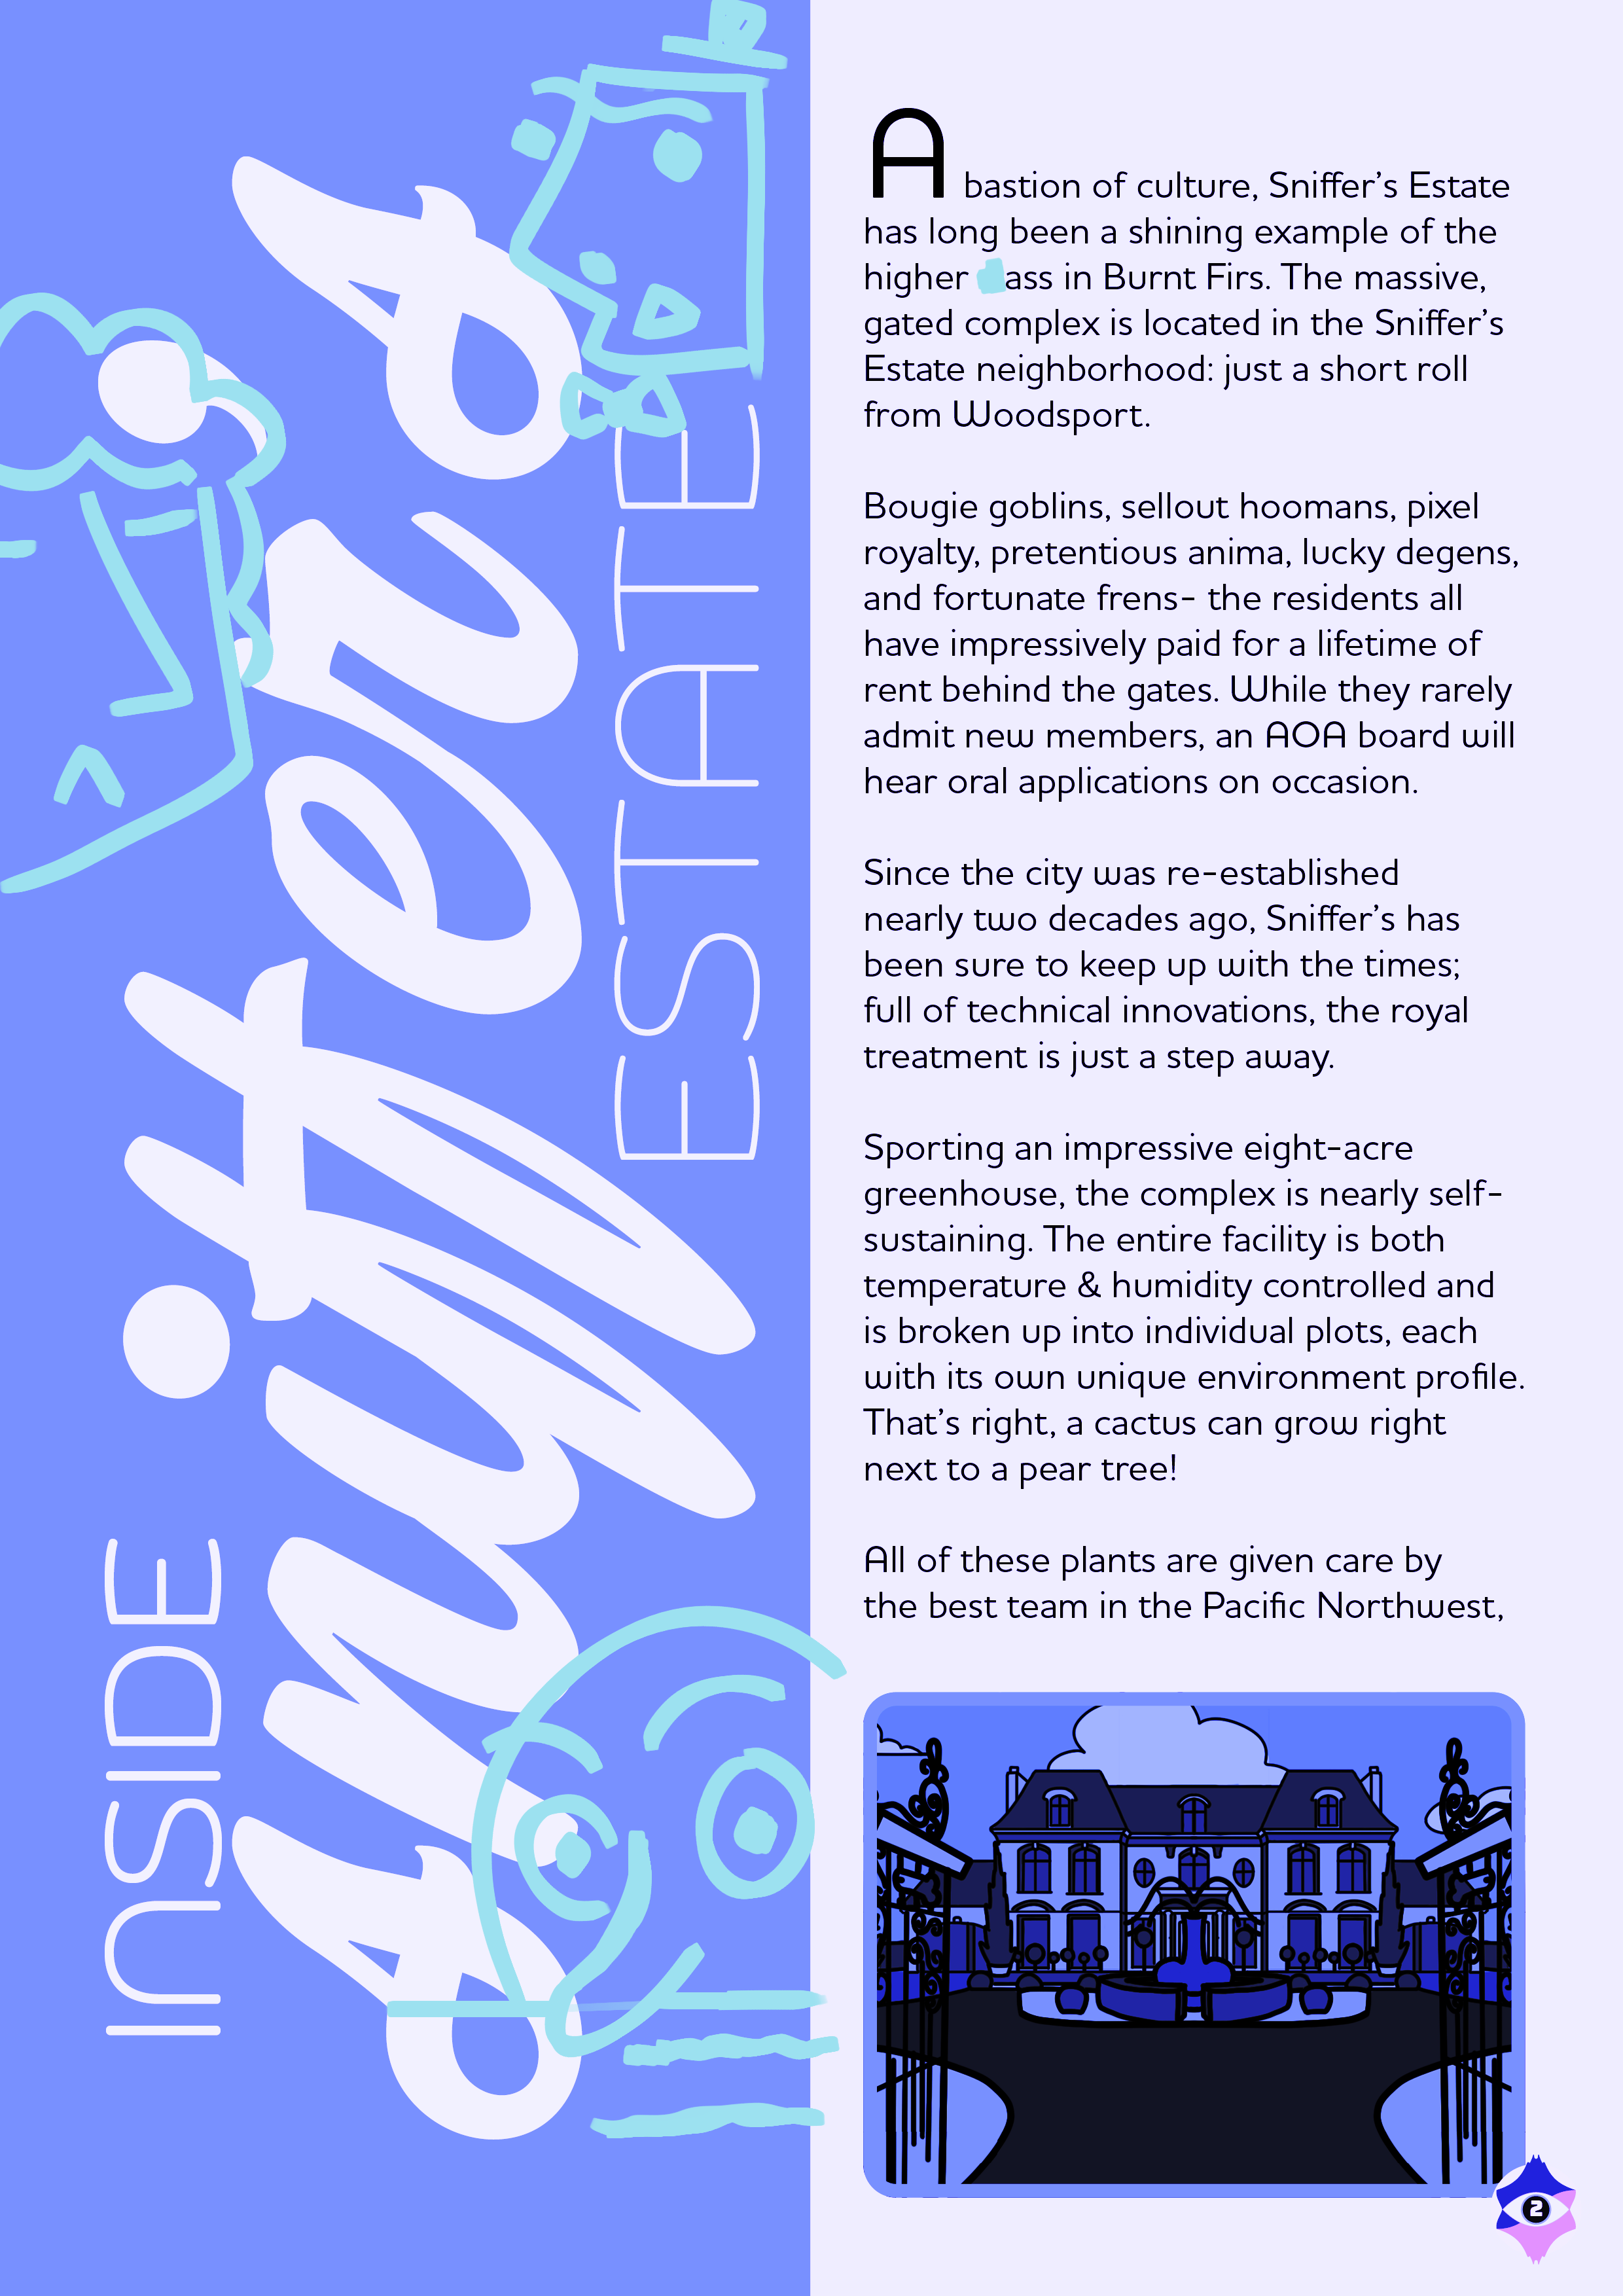 INSIDE
Sniffer's
ESTATE
A bastion of culture, Sniffer's Estate
has long been a shining example of the
higher ass in Burnt Firs. The massive,
gated complex is located in the Sniffer's
Estate neighborhood: just a short roll
from Woodsport.
Bougie goblins, sellout hoomans, pixel
royalty, pretentious anima, lucky degens,
and fortunate frens- the residents all
have impressively paid for a lifetime of
rent behind the gates. While they rarely
admit new members, an AOA board will
hear oral applications on occasion.
Since the city was re-established
nearly two decades ago, Sniffer's has
been sure to keep up with the times;
full of technical innovations, the royal
treatment is just a step away.
Sporting an impressive eight-acre
greenhouse, the complex is nearly self-
sustaining. The entire facility is both
temperature & humidity controlled and
is broken up into individual plots, each
with its own unique environment profile.
That's right, a cactus can grow right
next to a pear tree!
All of these plants are given care by
the best team in the Pacific Northwest,
2